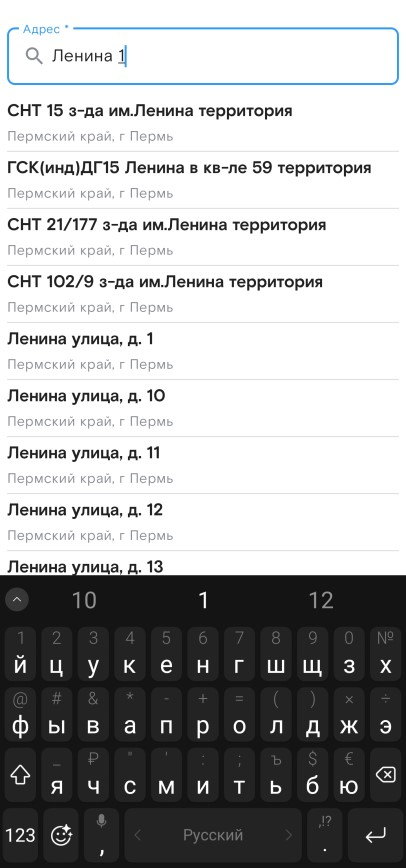 Адрес *
Ленина 1
СНТ 15 з-да им.Ленина территория
Пермский край, г Пермь
ГСК(инд)ДГ15 Ленина в кв-ле 59 территория
Пермский край, г Пермь
СНТ 21/177 з-да им.Ленина территория
Пермский край, г Пермь
СНТ 102/9 з-да им.Ленина территория
Пермский край, г Пермь
Ленина улица, д. 1
Пермский край, г Пермь
Ленина улица, д. 10
Пермский край, г Пермь
Ленина улица, д. 11
Пермский край, г Пермь
Ленина улица, д. 12
Пермский край, г Пермь
Ленина улица, д. 13
10 1 12
1 2 3 4 5 6 7 8 9 0 №
й ц у к е н г ш щ з х
@ # & * - + = ( ) × ÷
ф ы в а п р о л д ж э
_ ₽ " ' : ; ъ $ €
я ч с м и т ь б ю
123 , < Русский > ,!? .